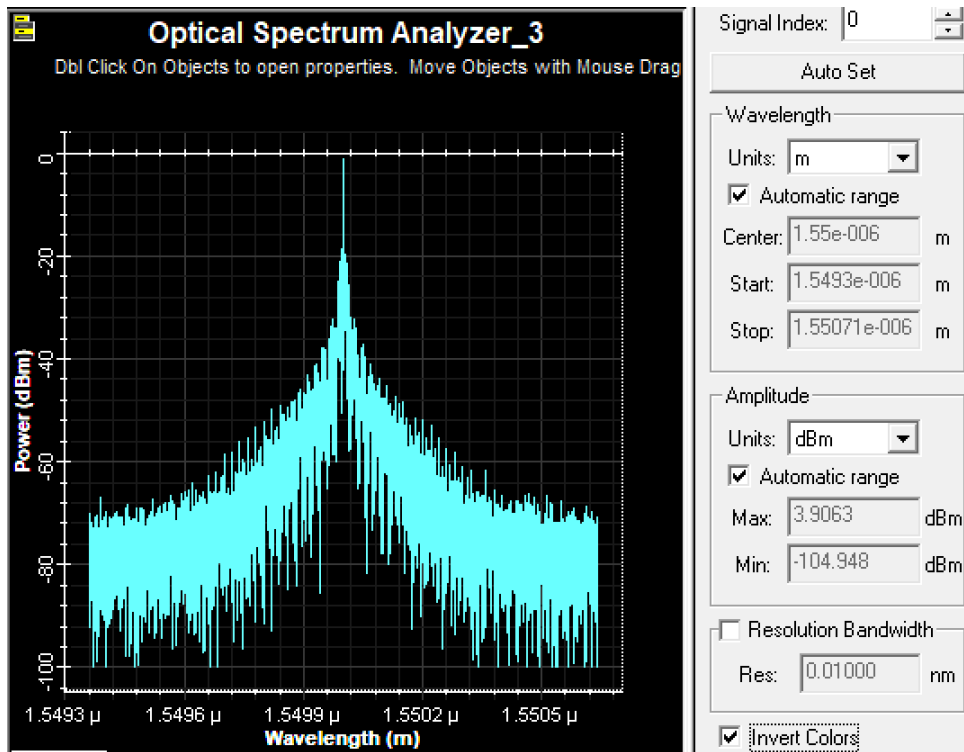 Optical Spectrum Analyzer_3
Dbl Click On Objects to open properties. Move Objects with Mouse Drag
Power (dBm)
0
-20
-40
-60
-80
-100
1.5493 µ 1.5496 µ 1.5499 µ 1.5502 µ 1.5505 µ
Wavelength (m)
Signal Index: 0
Auto Set
Wavelength
Units: m
Automatic range
Center: 1.55e-006 m
Start: 1.5493e-006 m
Stop: 1.55071e-006 m
Amplitude
Units: dBm
Automatic range
Max: 3.9063 dBm
Min: -104.948 dBm
Resolution Bandwidth
Res: 0.01000 nm
Invert Colors